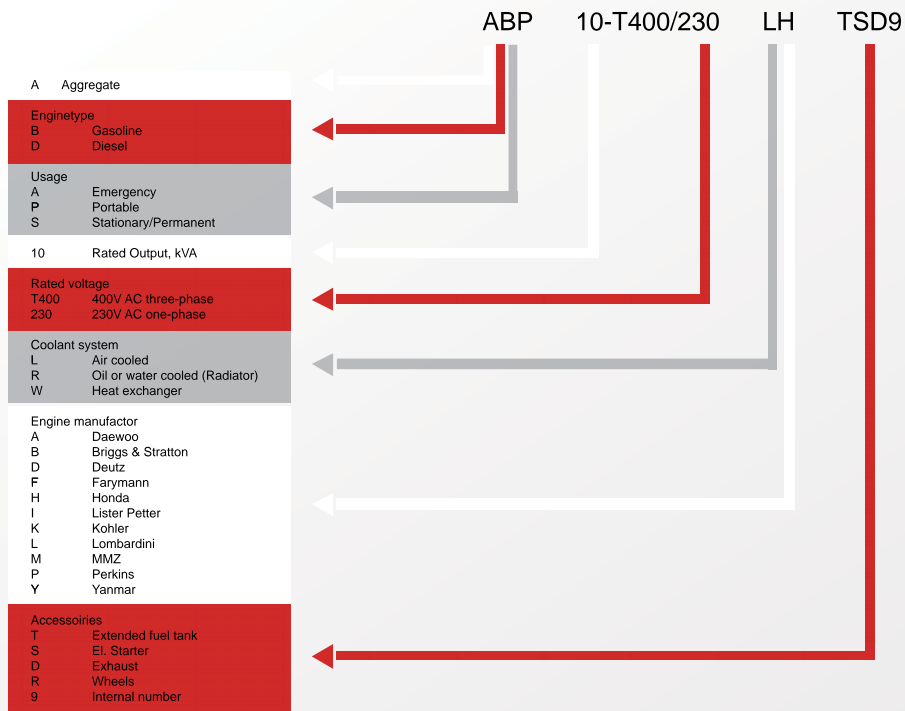 ABP 10-T400/230 LH TSD9
A Aggregate
Enginetype
B Gasoline
D Diesel
Usage
A Emergency
P Portable
S Stationary/Permanent
10 Rated Output, kVA
Rated voltage
T400 400V AC three-phase
230 230V AC one-phase
Coolant system
L Air cooled
R Oil or water cooled (Radiator)
W Heat exchanger
Engine manufactor
A Daewoo
B Briggs & Stratton
D Deutz
F Farymann
H Honda
I Lister Petter
K Kohler
L Lombardini
M MMZ
P Perkins
Y Yanmar
Accessoiries
T Extended fuel tank
S El. Starter
D Exhaust
R Wheels
9 Internal number